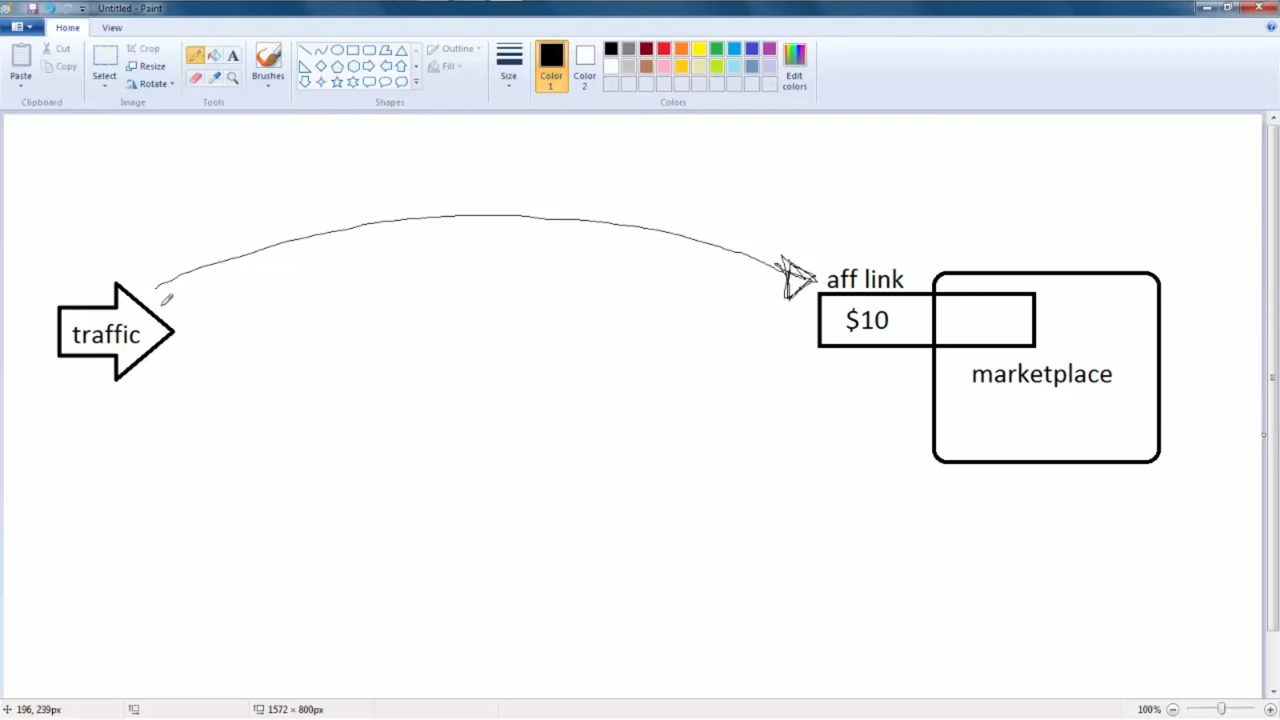 Untitled - Paint
Home View
Paste
Cut
Copy
Clipboard
Select
Crop
Resize
Rotate
Image
A
Tools
Brushes
Outline
Fill
Shapes
Size
Color 1
Color 2
Edit colors
Colors
aff link
$10
traffic
marketplace
196, 239px
1572 × 800px
100%